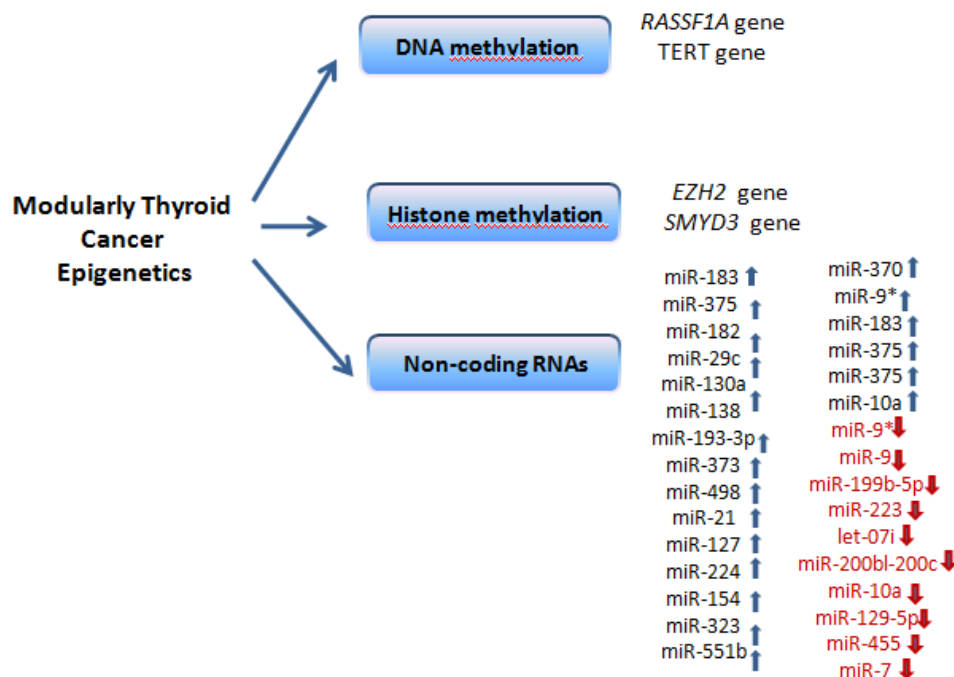 RASSF1A gene
TERT gene
DNA methylation
Modularly Thyroid
Cancer
Epigenetics
Histone methylation
EZH2 gene
SMYD3 gene
Non-coding RNAs
miR-183
miR-375
miR-182
miR-29c
miR-130a
miR-138
miR-193-3p
miR-373
miR-498
miR-21
miR-127
miR-224
miR-154
miR-323
miR-551b
miR-370
miR-9*
miR-183
miR-375
miR-375
miR-10a
miR-9*
miR-9
miR-199b-5p
miR-223
let-07i
miR-200bl-200c
miR-10a
miR-129-5p
miR-455
miR-7